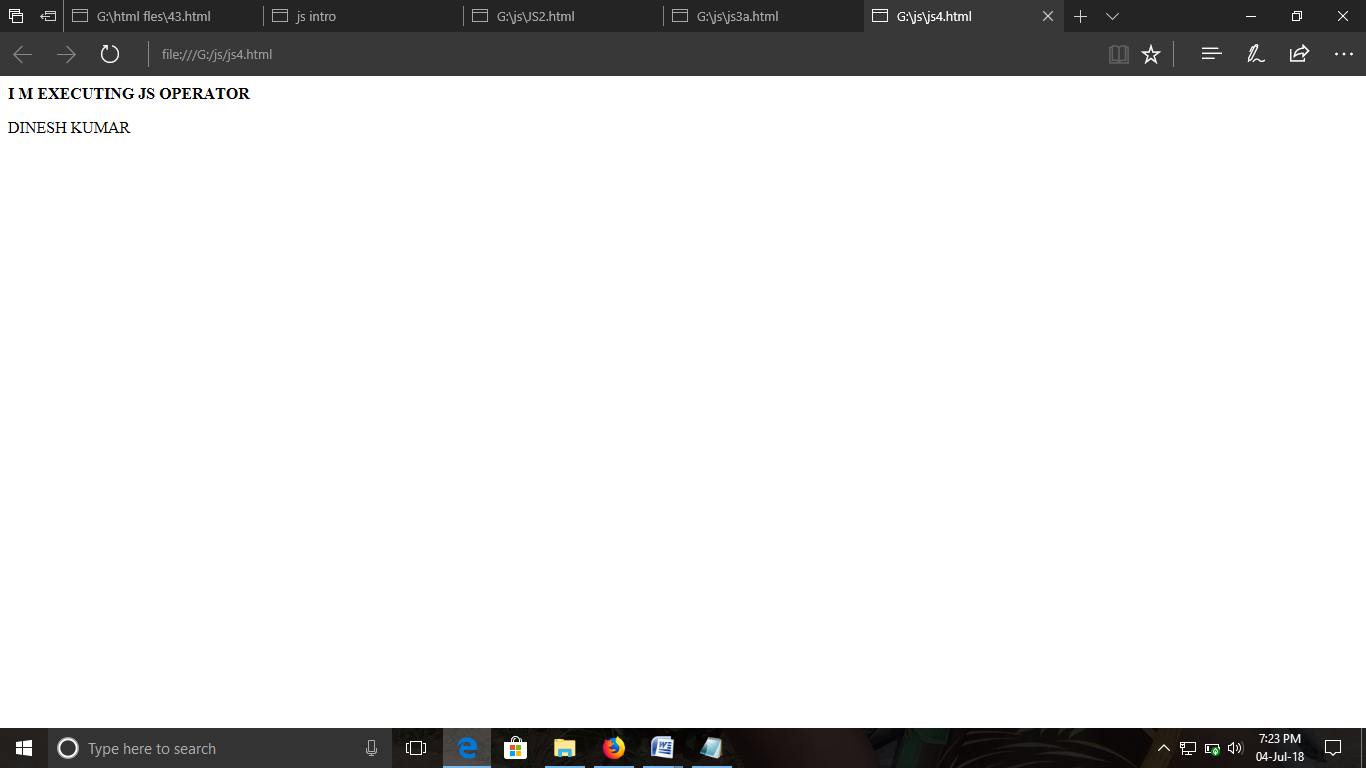 G:\html fles\43.html
js intro
G:\js\JS2.html
G:\js\js3a.html
G:\js\js4.html
file:///G:/js/js4.html
I M EXECUTING JS OPERATOR
DINESH KUMAR
Type here to search
7:23 PM
04-Jul-18